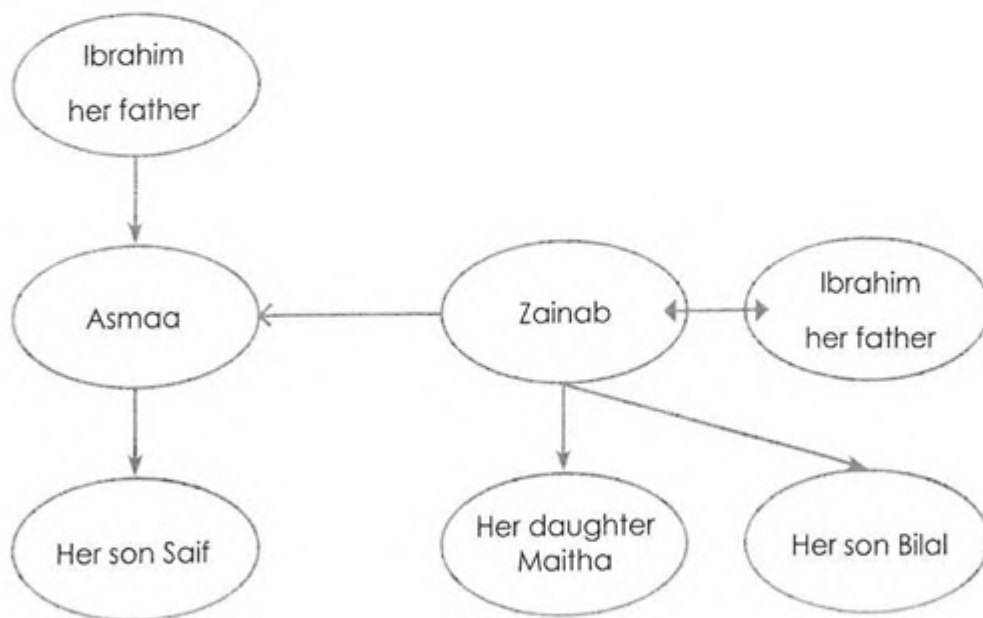 Ibrahim
her father
Asmaa
Zainab
Ibrahim
her father
Her son Saif
Her daughter
Maitha
Her son Bilal